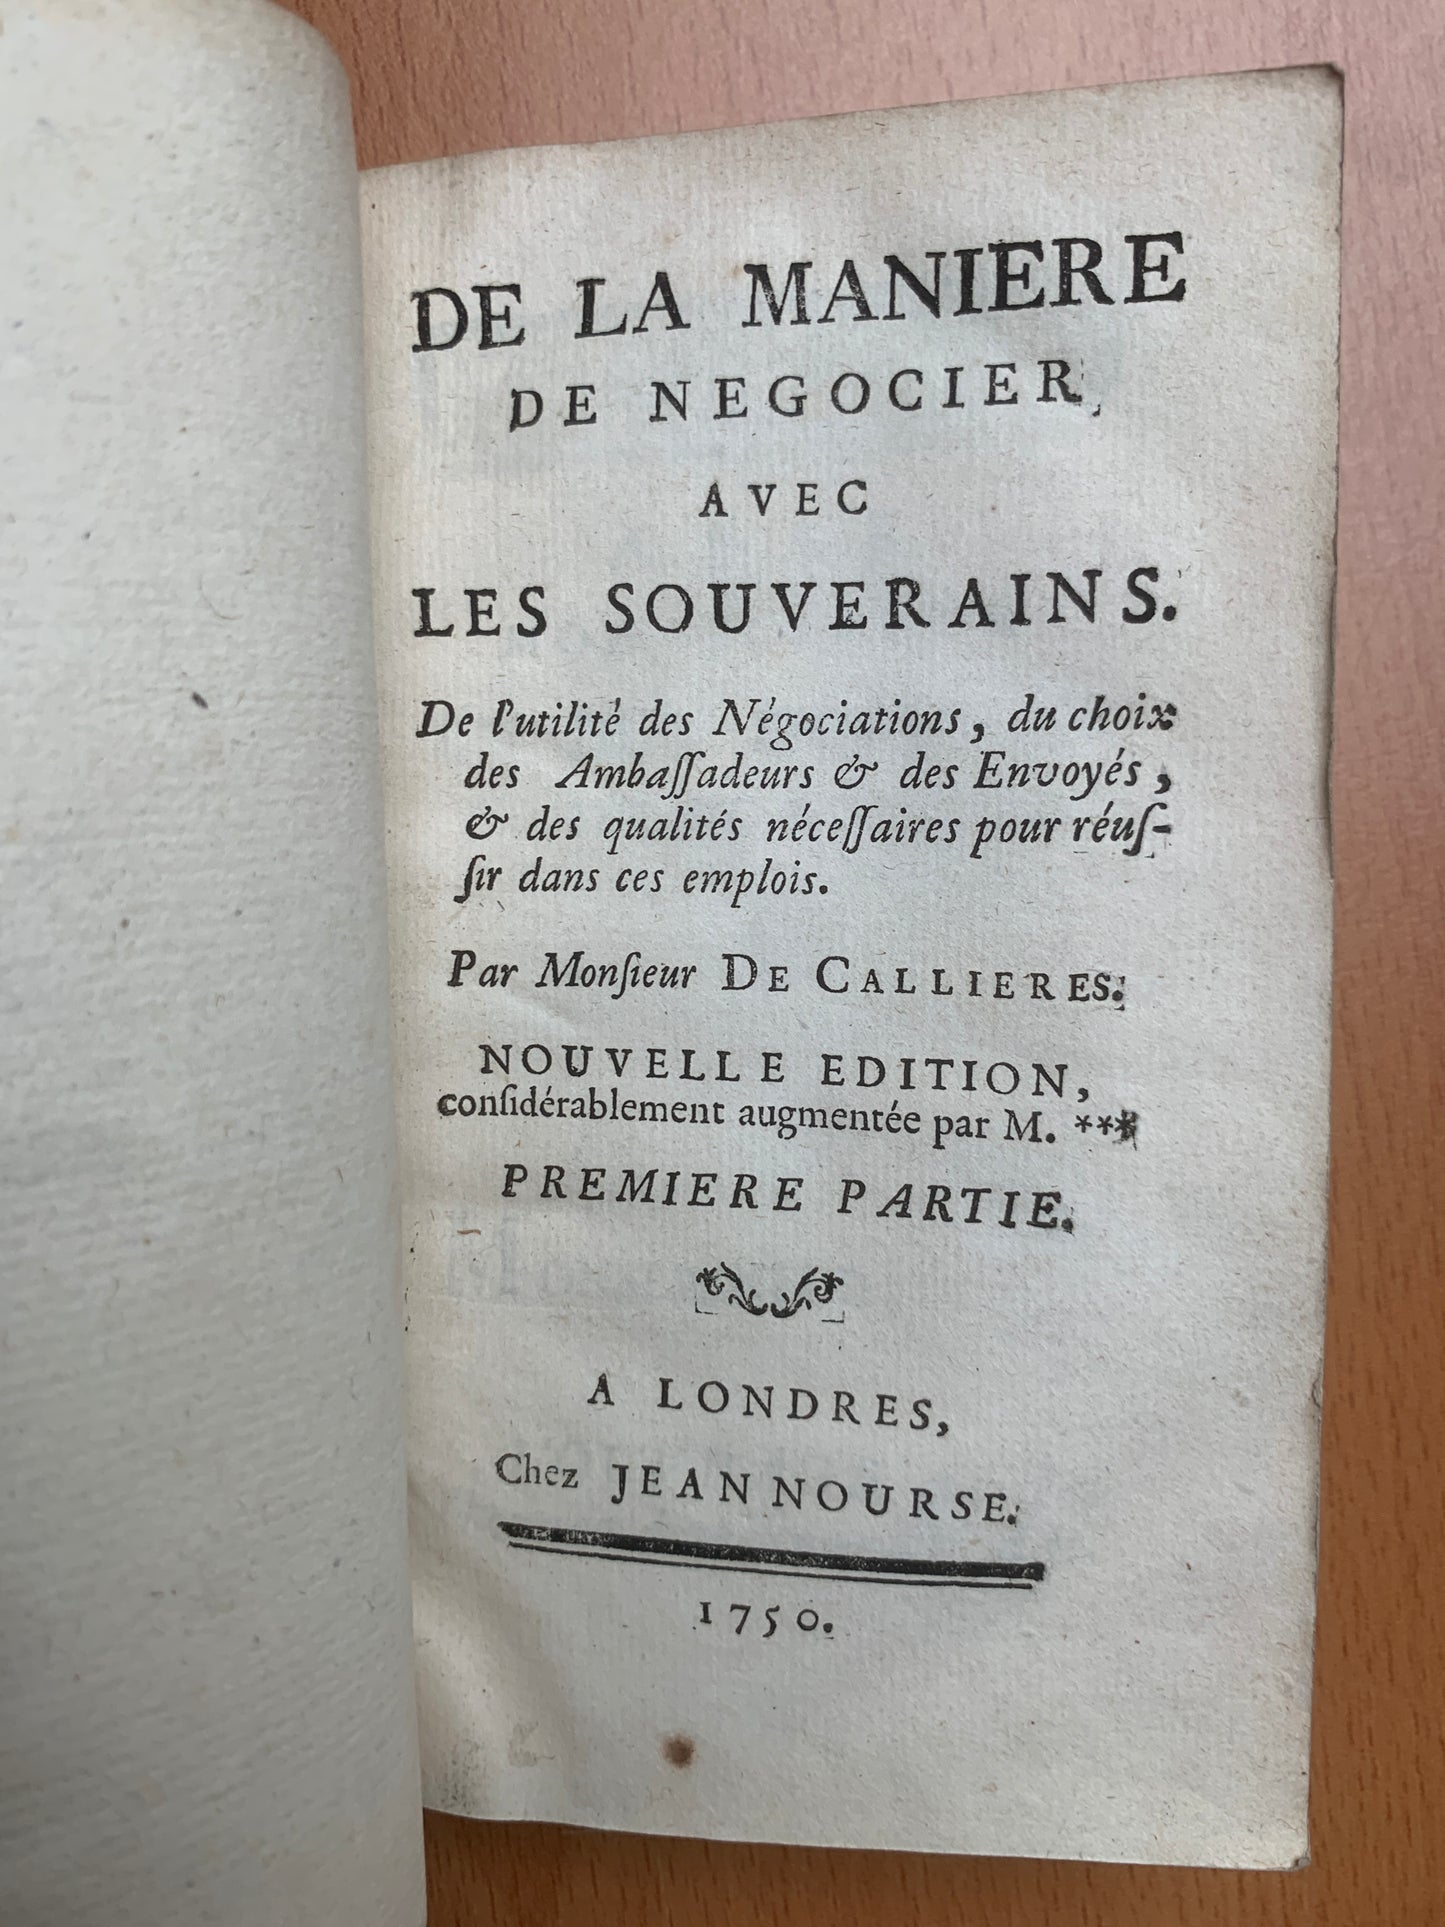 DE LA MANIERE
DE NEGOCIER,
AVEC
LES SOUVERAINS.
De l'utilité des Négociations, du choix
des Ambaſſadeurs & des Envoyés,
& des qualités néceſſaires pour réuſ-
ſir dans ces emplois.
Par Monſieur DE CALLIERES.
NOUVELLE EDITION,
conſidérablement augmentée par M. ***
PREMIERE PARTIE.
A LONDRES,
Chez JEAN NOURSE.
1750.